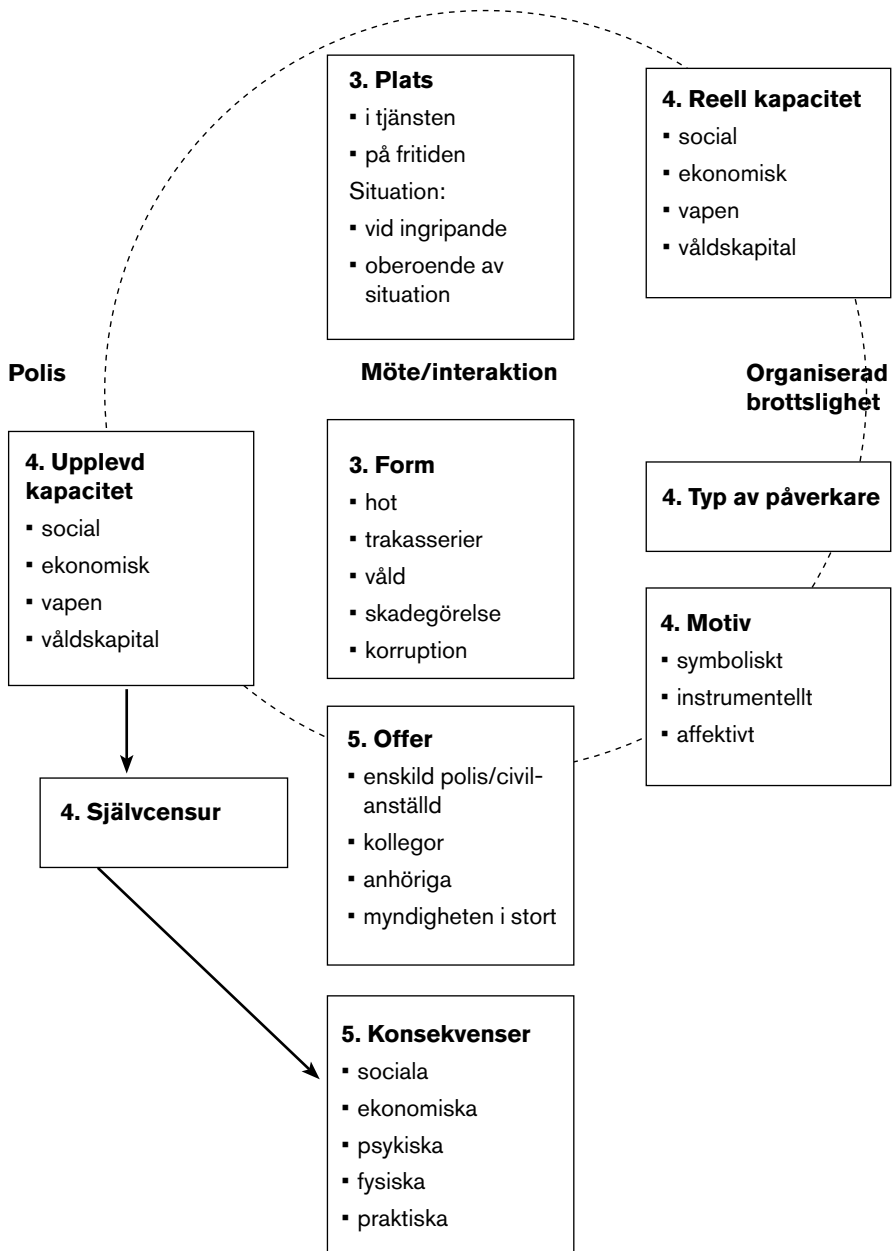 3. Plats
▪ i tjänsten
▪ på fritiden
Situation:
▪ vid ingripande
▪ oberoende av
situation
4. Reell kapacitet
▪ social
▪ ekonomisk
▪ vapen
▪ våldskapital
Polis
Möte/interaktion
Organiserad
brottslighet
4. Upplevd
kapacitet
▪ social
▪ ekonomisk
▪ vapen
▪ våldskapital
3. Form
▪ hot
▪ trakasserier
▪ våld
▪ skadegörelse
▪ korruption
4. Typ av påverkare
4. Motiv
▪ symboliskt
▪ instrumentellt
▪ affektivt
5. Offer
▪ enskild polis/civil-
anställd
▪ kollegor
▪ anhöriga
▪ myndigheten i stort
4. Självcensur
5. Konsekvenser
▪ sociala
▪ ekonomiska
▪ psykiska
▪ fysiska
▪ praktiska